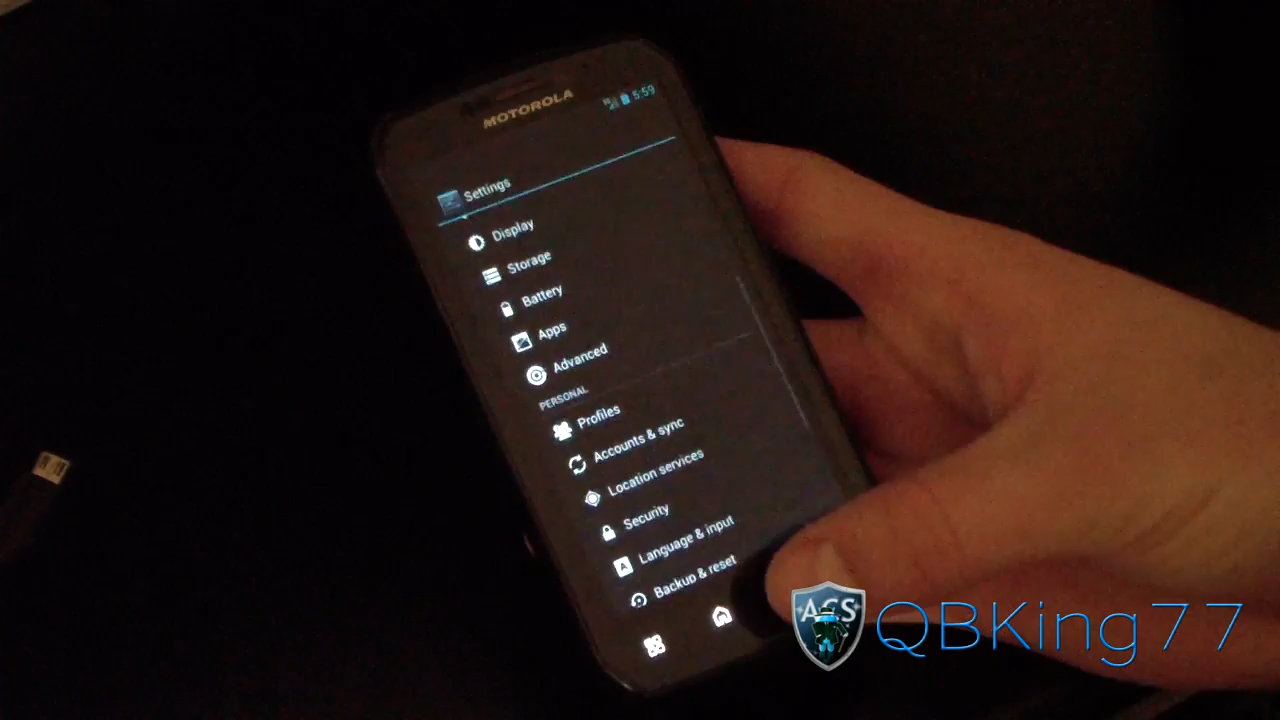 MOTOROLA
5:59
Settings
Display
Storage
Battery
Apps
Advanced
PERSONAL
Profiles
Accounts & sync
Location services
Security
Language & input
Backup & reset
ACS
QBKing77